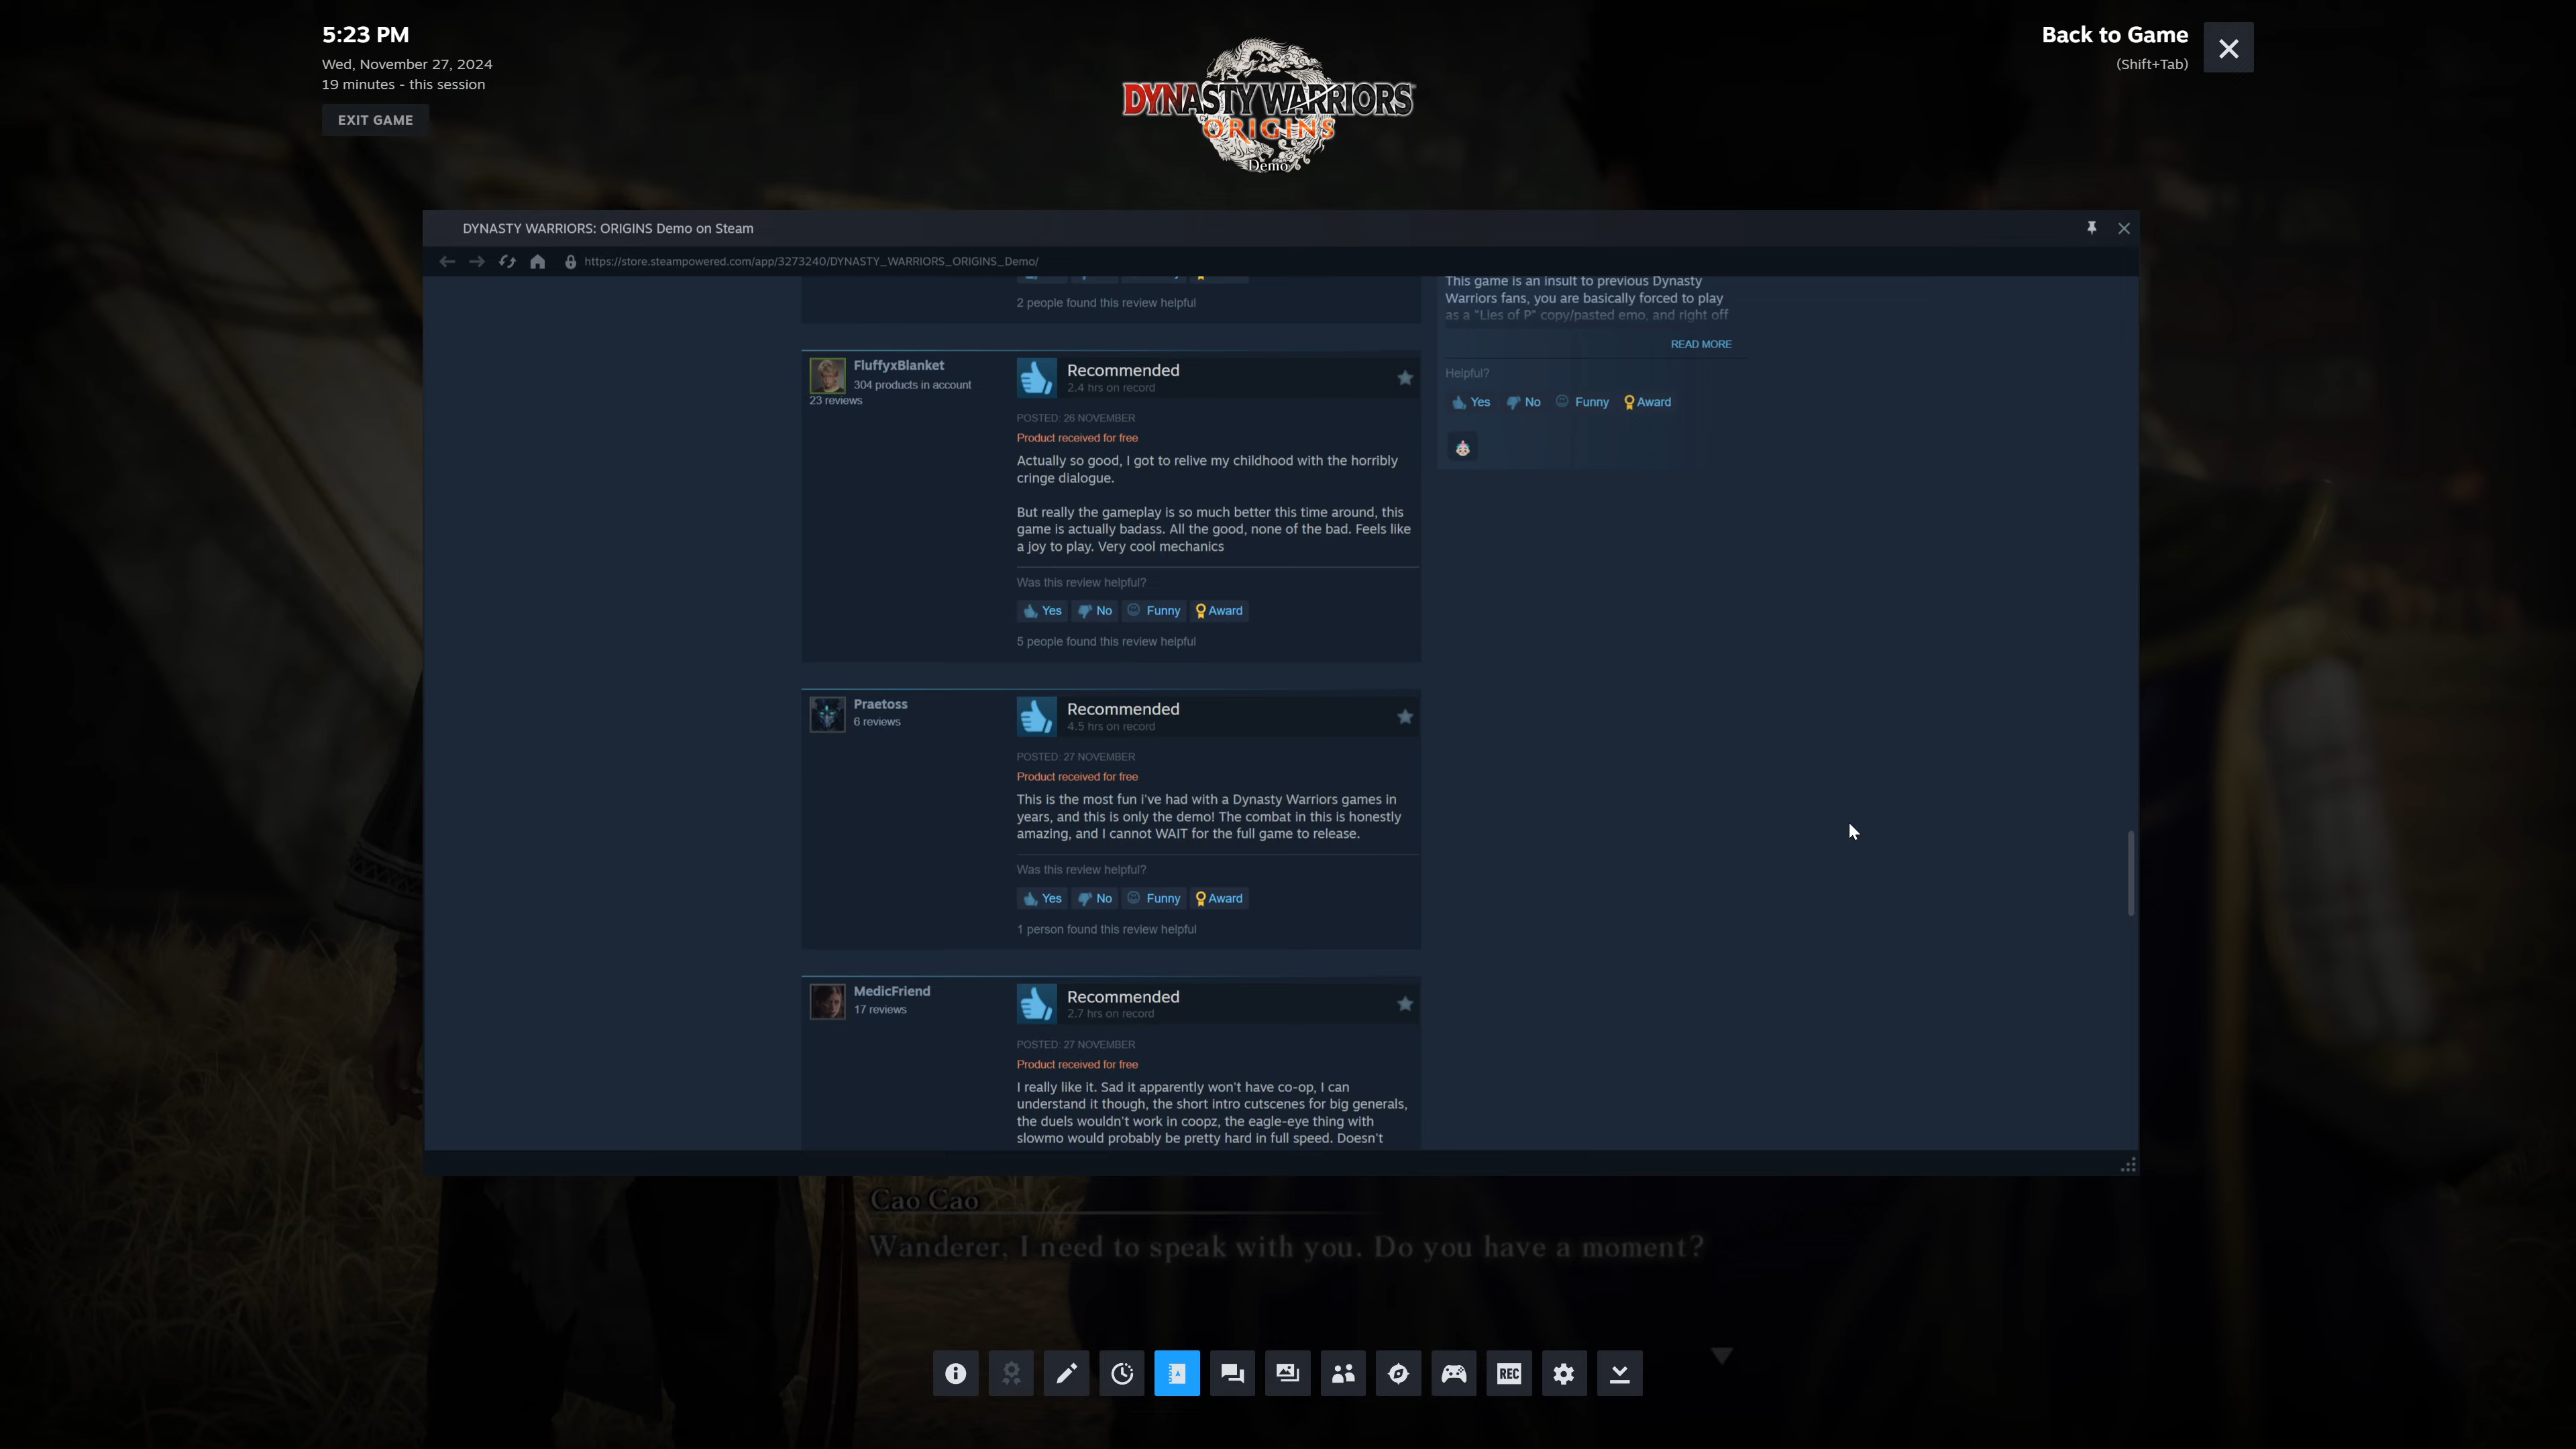 5:23 PM
Wed, November 27, 2024
19 minutes - this session
EXIT GAME
DYNASTY WARRIORS
ORIGINS
Demo
Back to Game
(Shift+Tab)
DYNASTY WARRIORS: ORIGINS Demo on Steam
https://store.steampowered.com/app/3273240/DYNASTY_WARRIORS_ORIGINS_Demo/
2 people found this review helpful
FluffyxBlanket
304 products in account
23 reviews
Recommended
2.4 hrs on record
POSTED: 26 NOVEMBER
Product received for free
Actually so good, I got to relive my childhood with the horribly
cringe dialogue.
But really the gameplay is so much better this time around, this
game is actually badass. All the good, none of the bad. Feels like
a joy to play. Very cool mechanics
Was this review helpful?
Yes No Funny Award
5 people found this review helpful
Praetoss
6 reviews
Recommended
4.5 hrs on record
POSTED: 27 NOVEMBER
Product received for free
This is the most fun i've had with a Dynasty Warriors games in
years, and this is only the demo! The combat in this is honestly
amazing, and I cannot WAIT for the full game to release.
Was this review helpful?
Yes No Funny Award
1 person found this review helpful
MedicFriend
17 reviews
Recommended
2.7 hrs on record
POSTED: 27 NOVEMBER
Product received for free
I really like it. Sad it apparently won't have co-op, I can
understand it though, the short intro cutscenes for big generals,
the duels wouldn't work in coopz, the eagle-eye thing with
slowmo would probably be pretty hard in full speed. Doesn't
This game is an insult to previous Dynasty
Warriors fans, you are basically forced to play
as a "Lies of P" copy/pasted emo, and right off
READ MORE
Helpful?
Yes No Funny Award
Cao Cao
Wanderer, I need to speak with you. Do you have a moment?
REC